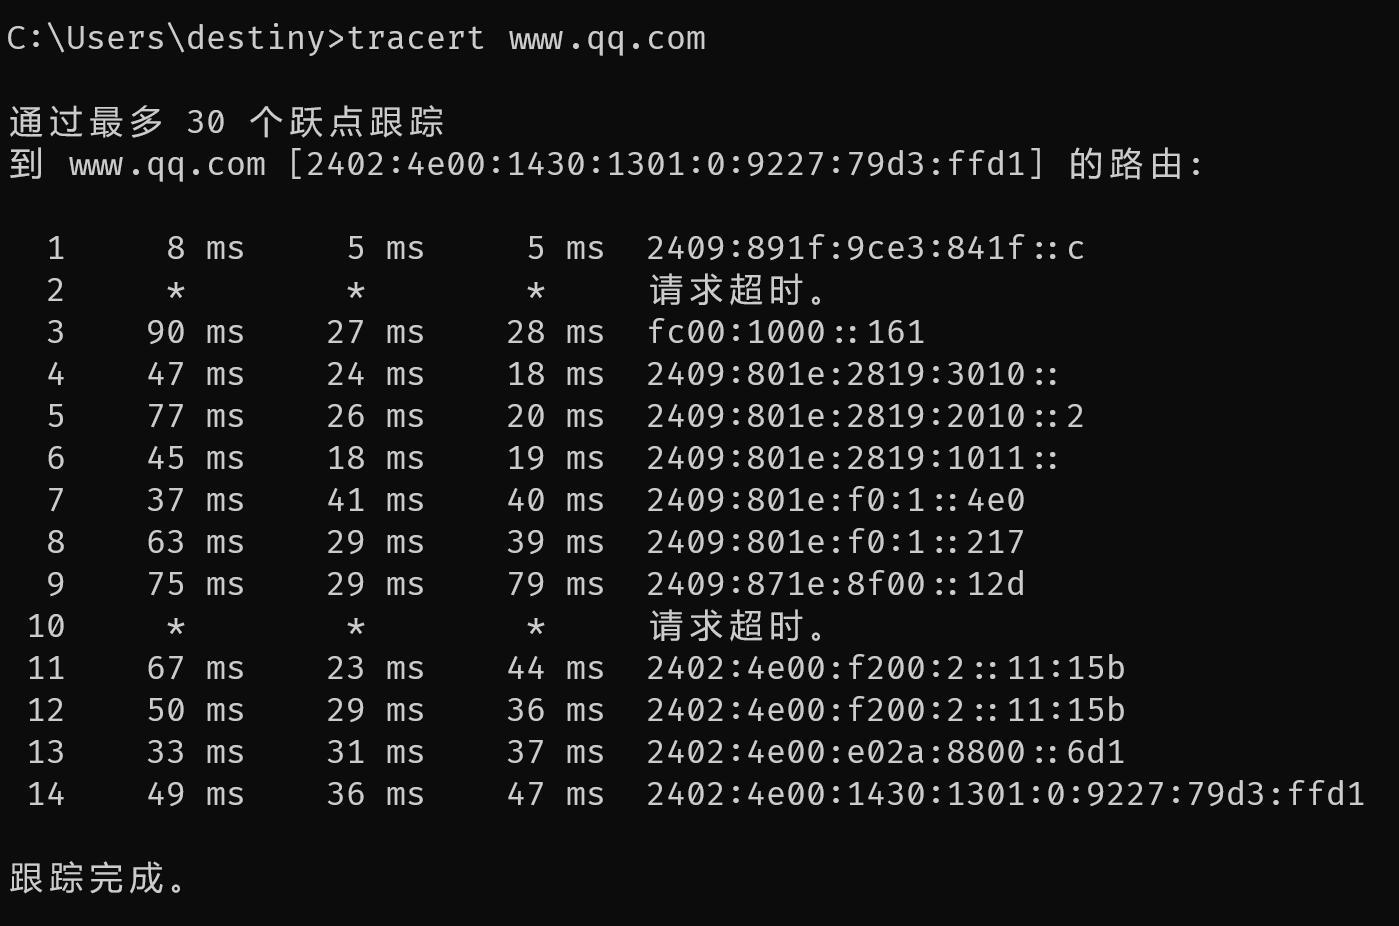 C:\Users\destiny>tracert www.qq.com
通过最多 30 个跃点跟踪
到 www.qq.com [2402:4e00:1430:1301:0:9227:79d3:ffd1] 的路由:
1 8 ms 5 ms 5 ms 2409:891f:9ce3:841f::c
2 * * * 请求超时。
3 90 ms 27 ms 28 ms fc00:1000::161
4 47 ms 24 ms 18 ms 2409:801e:2819:3010::
5 77 ms 26 ms 20 ms 2409:801e:2819:2010::2
6 45 ms 18 ms 19 ms 2409:801e:2819:1011::
7 37 ms 41 ms 40 ms 2409:801e:f0:1::4e0
8 63 ms 29 ms 39 ms 2409:801e:f0:1::217
9 75 ms 29 ms 79 ms 2409:871e:8f00::12d
10 * * * 请求超时。
11 67 ms 23 ms 44 ms 2402:4e00:f200:2::11:15b
12 50 ms 29 ms 36 ms 2402:4e00:f200:2::11:15b
13 33 ms 31 ms 37 ms 2402:4e00:e02a:8800::6d1
14 49 ms 36 ms 47 ms 2402:4e00:1430:1301:0:9227:79d3:ffd1
跟踪完成。